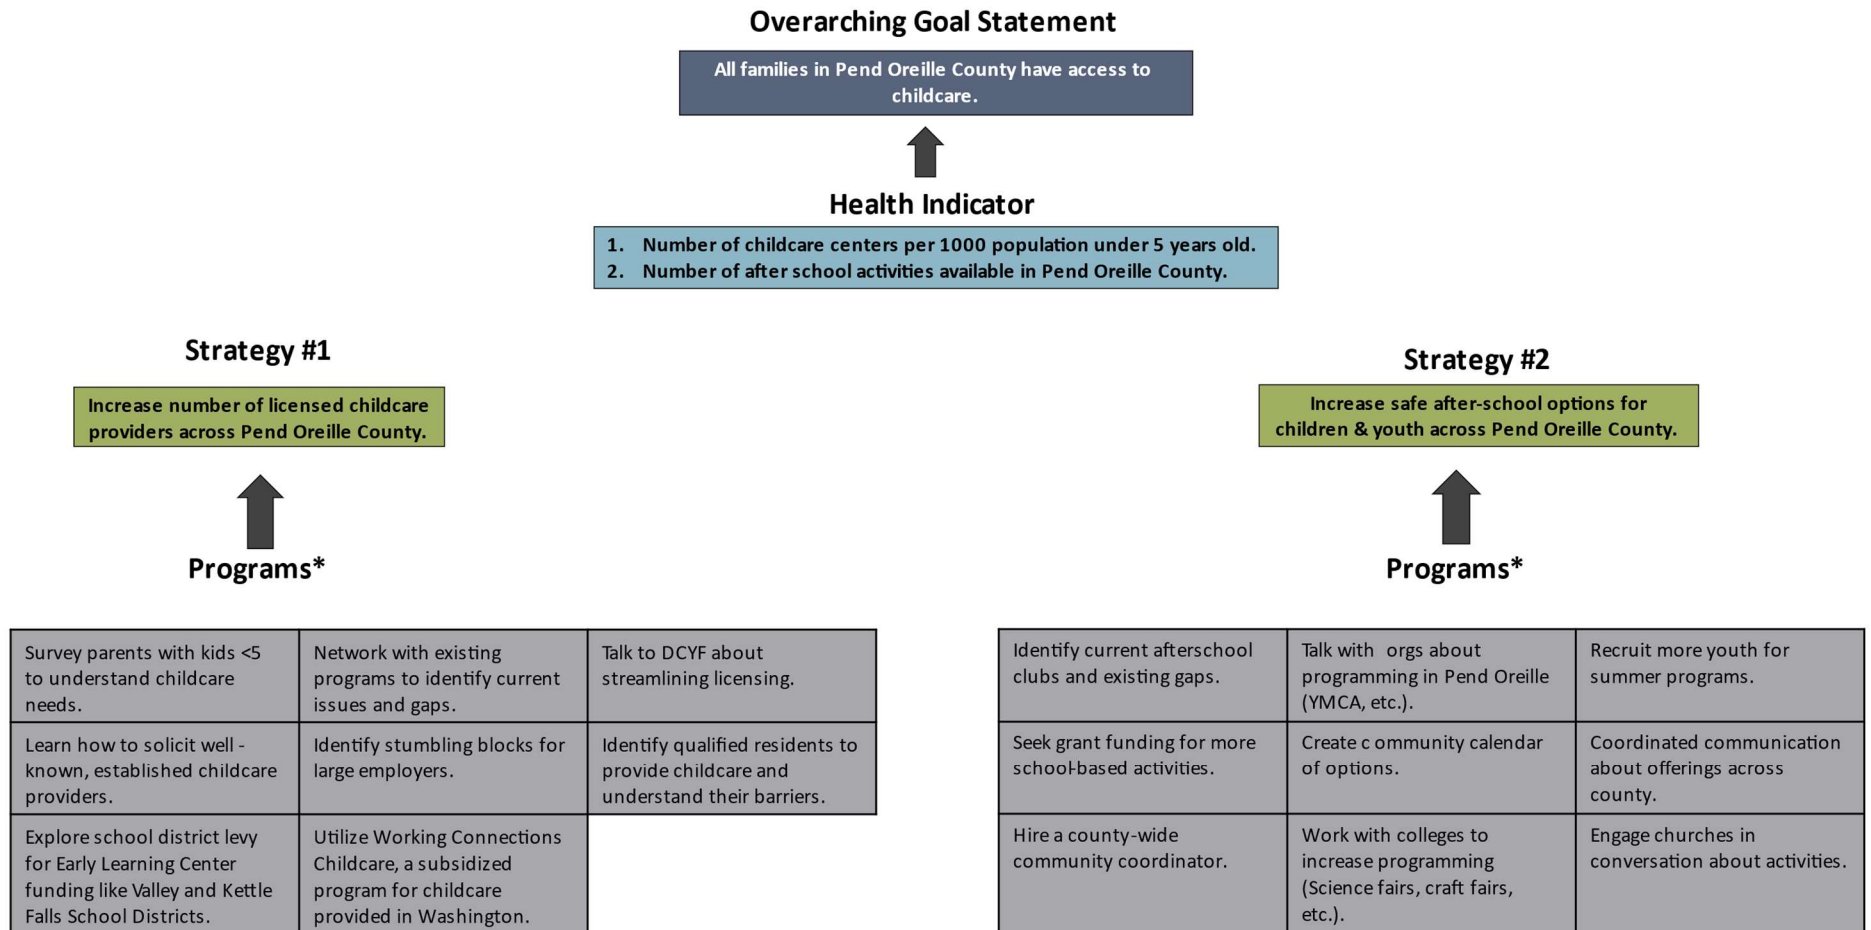 Overarching Goal Statement
All families in Pend Oreille County have access to
childcare.
Health Indicator
1. Number of childcare centers per 1000 population under 5 years old.
2. Number of after school activities available in Pend Oreille County.
Strategy #1
Increase number of licensed childcare
providers across Pend Oreille County.
Programs*
Survey parents with kids <5
to understand childcare
needs.
Network with existing
programs to identify current
issues and gaps.
Talk to DCYF about
streamlining licensing.
Learn how to solicit well -
known, established childcare
providers.
Identify stumbling blocks for
large employers.
Identify qualified residents to
provide childcare and
understand their barriers.
Explore school district levy
for Early Learning Center
funding like Valley and Kettle
Falls School Districts.
Utilize Working Connections
Childcare, a subsidized
program for childcare
provided in Washington.
Strategy #2
Increase safe after-school options for
children & youth across Pend Oreille County.
Programs*
Identify current afterschool
clubs and existing gaps.
Talk with orgs about
programming in Pend Oreille
(YMCA, etc.).
Recruit more youth for
summer programs.
Seek grant funding for more
school-based activities.
Create c ommunity calendar
of options.
Coordinated communication
about offerings across
county.
Hire a county-wide
community coordinator.
Work with colleges to
increase programming
(Science fairs, craft fairs,
etc.).
Engage churches in
conversation about activities.